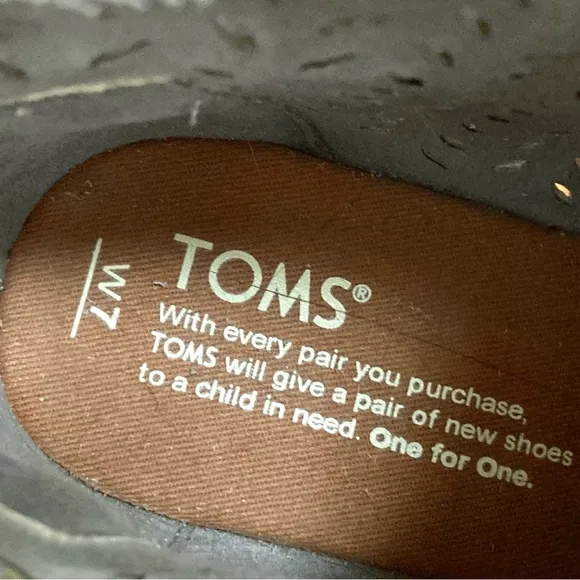 W7
TOMS®
With every pair you purchase,
TOMS will give a pair of new shoes
to a child in need. One for One.